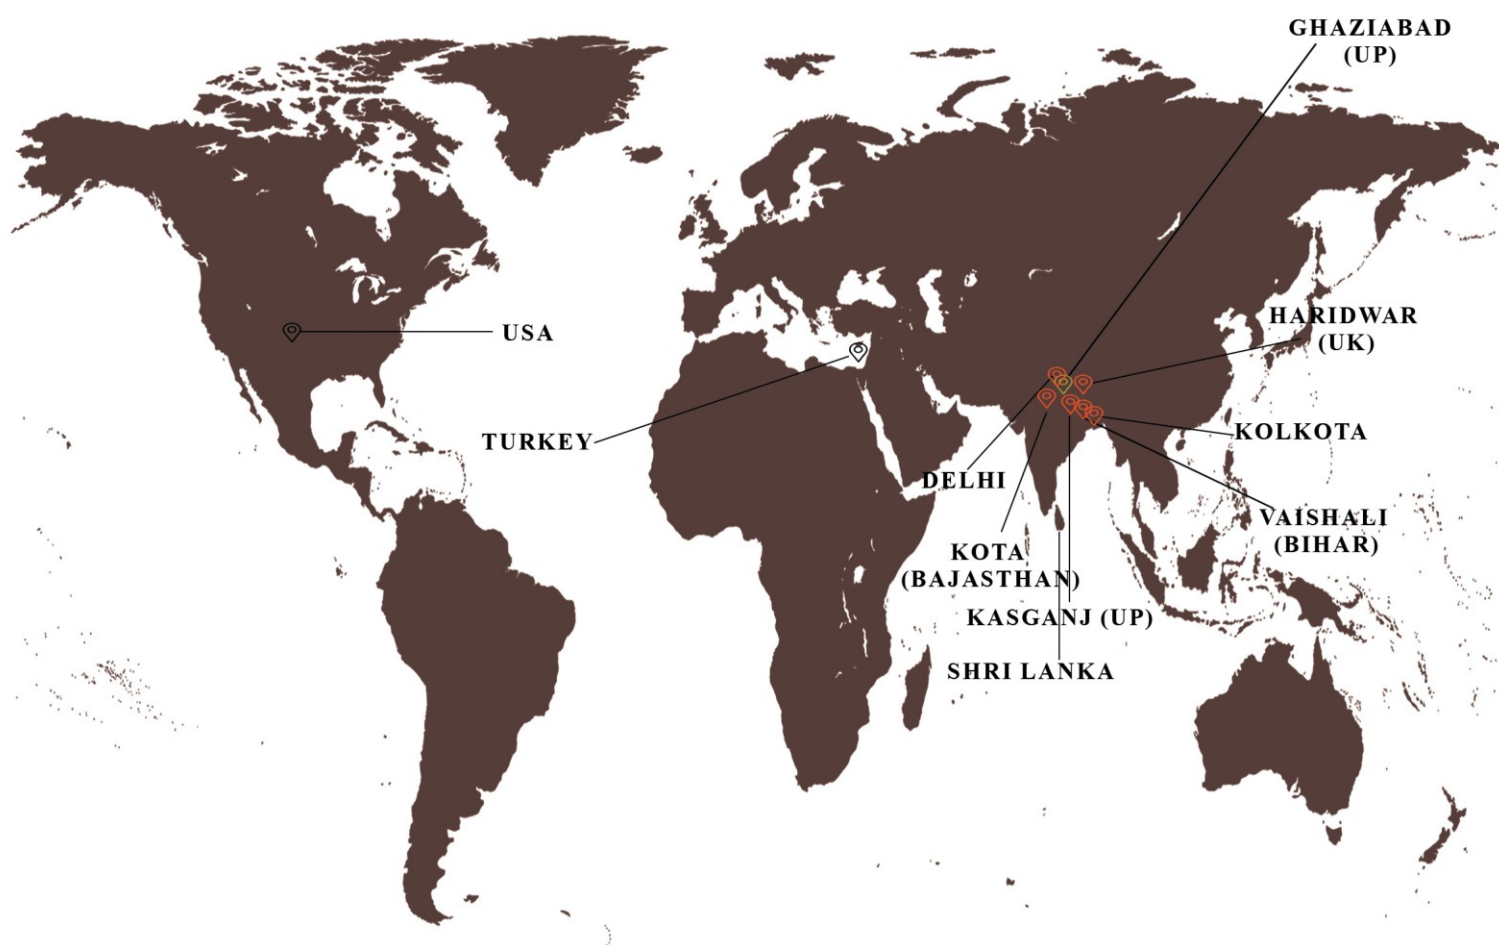 GHAZIABAD
(UP)
HARIDWAR
(UK)
USA
TURKEY
KOLKOTA
DELHI
VAISHALI
(BIHAR)
KOTA
(BAJASTHAN)
KASGANJ (UP)
SHRI LANKA